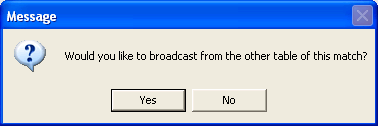 Message
Would you like to broadcast from the other table of this match?
Yes
No